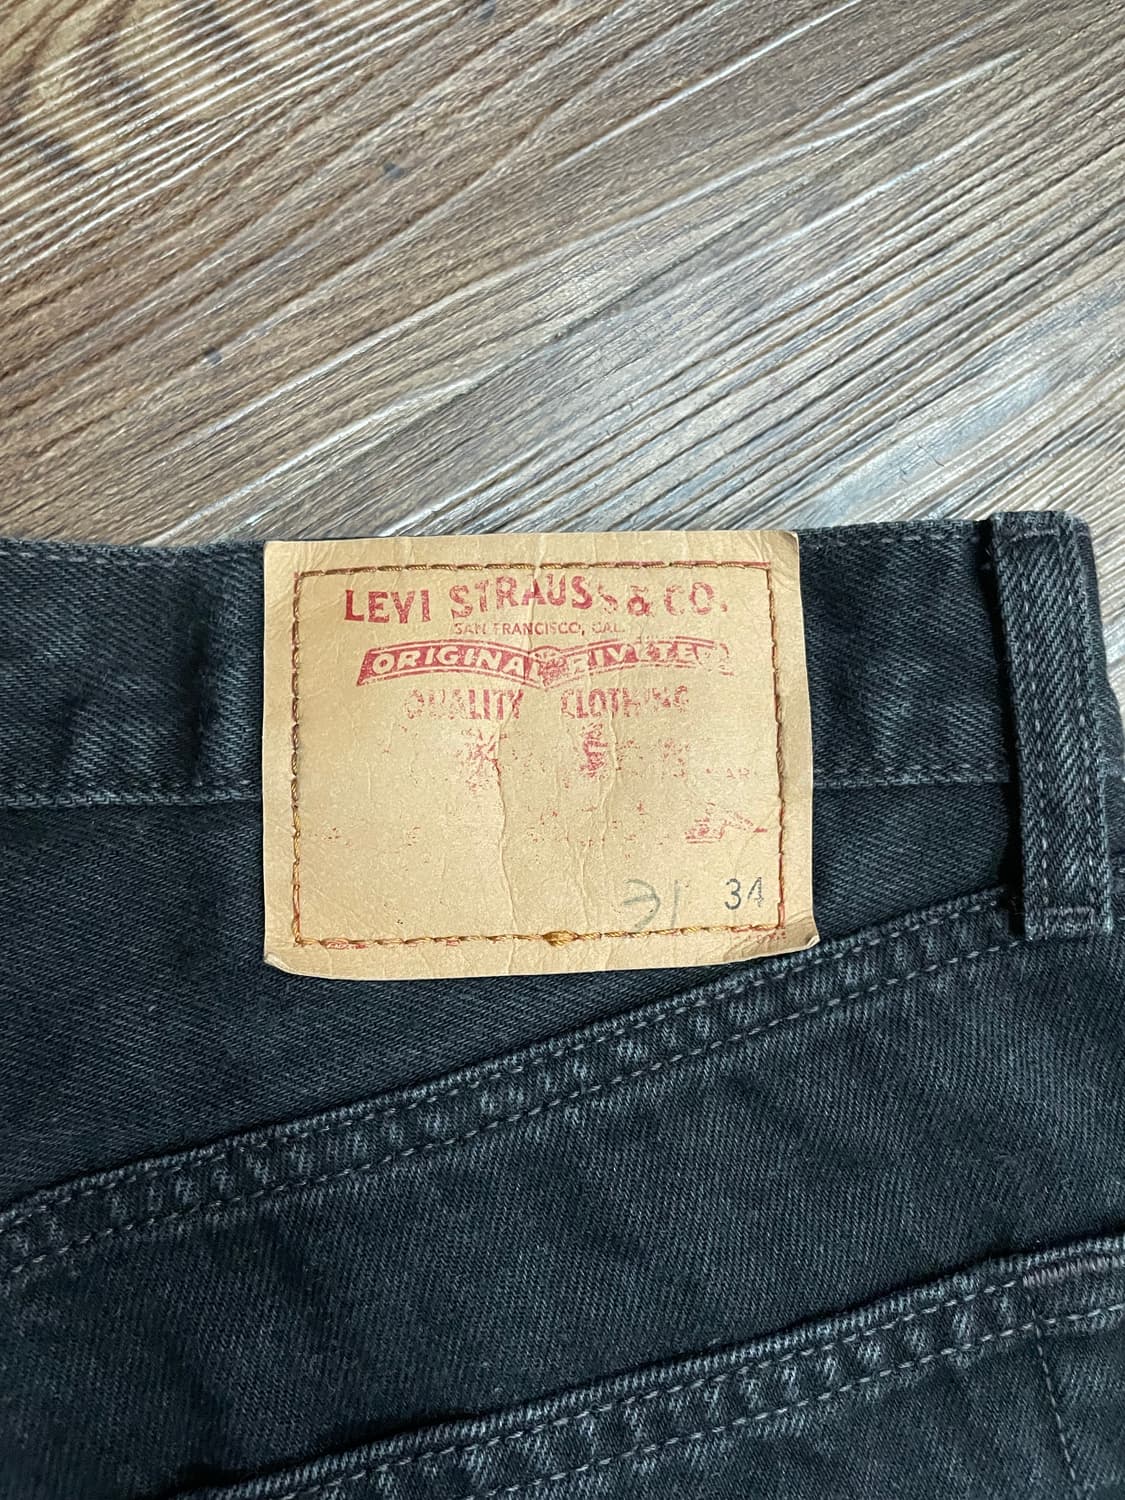 LEVI STRAUSS & CO.
SAN FRANCISCO, CAL.
ORIGINAL RIVETED
QUALITY CLOTHING
31 34